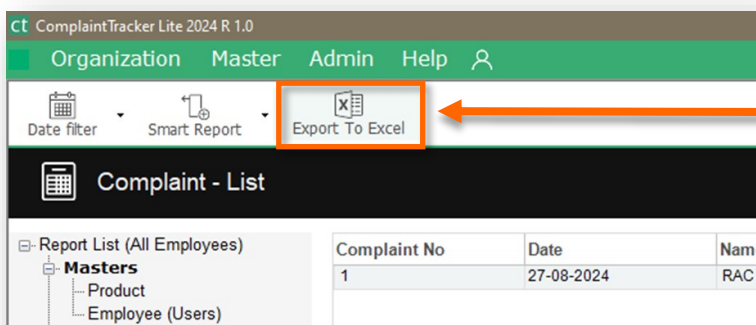 ct ComplaintTracker Lite 2024 R 1.0
Organization Master Admin Help
Date filter Smart Report Export To Excel
Complaint - List
Report List (All Employees)
Masters
Product
Employee (Users)
Complaint No Date Nam
1 27-08-2024 RAC